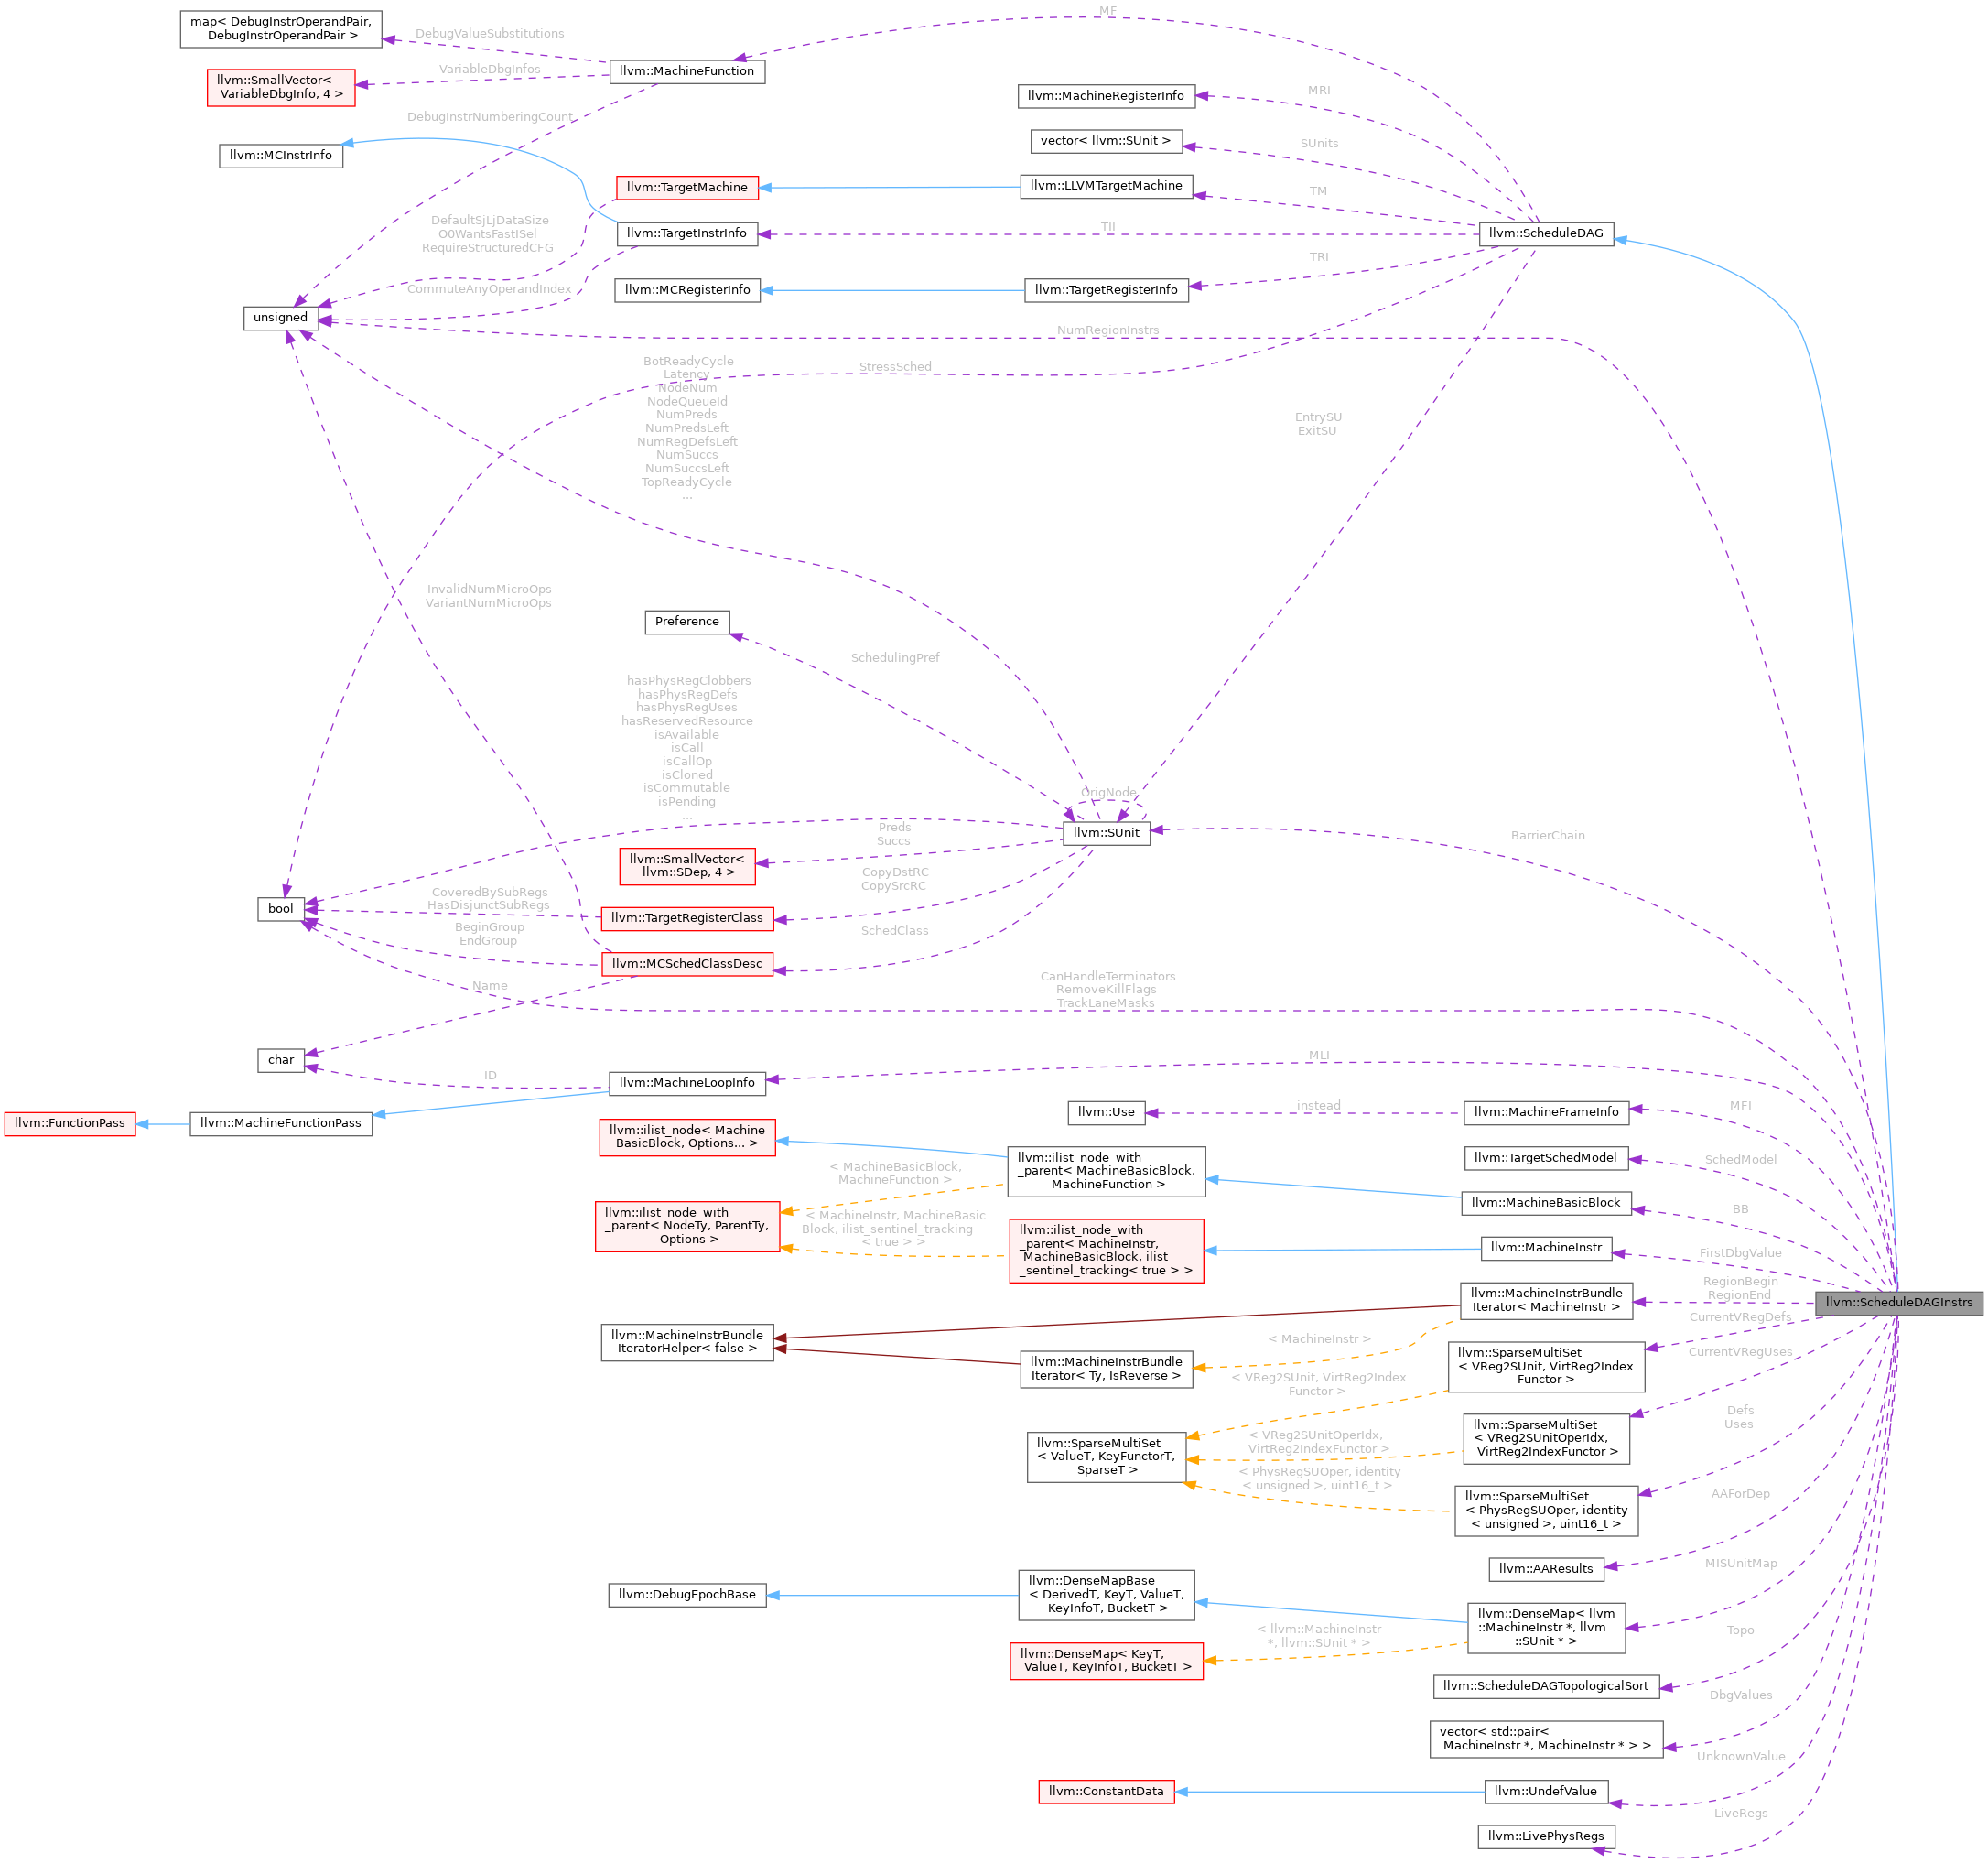 map< DebugInstrOperandPair,
DebugInstrOperandPair >
DebugValueSubstitutions
MF
llvm::SmallVector<
VariableDbgInfo, 4 >
VariableDbgInfos
llvm::MachineFunction
llvm::MachineRegisterInfo
MRI
DebugInstrNumberingCount
llvm::MCInstrInfo
vector< llvm::SUnit >
SUnits
llvm::TargetMachine
llvm::LLVMTargetMachine
TM
DefaultSjLjDataSize
O0WantsFastISel
RequireStructuredCFG
llvm::TargetInstrInfo
TII
llvm::ScheduleDAG
TRI
CommuteAnyOperandIndex
llvm::MCRegisterInfo
llvm::TargetRegisterInfo
unsigned
NumRegionInstrs
BotReadyCycle
Latency
NodeNum
NodeQueueId
NumPreds
NumPredsLeft
NumRegDefsLeft
NumSuccs
NumSuccsLeft
TopReadyCycle
...
StressSched
EntrySU
ExitSU
InvalidNumMicroOps
VariantNumMicroOps
Preference
SchedulingPref
hasPhysRegClobbers
hasPhysRegDefs
hasPhysRegUses
hasReservedResource
isAvailable
isCall
isCallOp
isCloned
isCommutable
isPending
...
OrigNode
llvm::SUnit
BarrierChain
Preds
Succs
llvm::SmallVector<
llvm::SDep, 4 >
CopyDstRC
CopySrcRC
bool
CoveredBySubRegs
HasDisjunctSubRegs
llvm::TargetRegisterClass
BeginGroup
EndGroup
SchedClass
llvm::MCSchedClassDesc
Name
CanHandleTerminators
RemoveKillFlags
TrackLaneMasks
char
ID
llvm::MachineLoopInfo
MLI
llvm::FunctionPass
llvm::MachineFunctionPass
llvm::Use
instead
llvm::MachineFrameInfo
MFI
llvm::ilist_node< Machine
BasicBlock, Options... >
llvm::ilist_node_with
_parent< MachineBasicBlock,
MachineFunction >
llvm::TargetSchedModel
SchedModel
< MachineBasicBlock,
MachineFunction >
llvm::MachineBasicBlock
BB
llvm::ilist_node_with
_parent< NodeTy, ParentTy,
Options >
< MachineInstr, MachineBasic
Block, ilist_sentinel_tracking
< true > >
llvm::ilist_node_with
_parent< MachineInstr,
MachineBasicBlock, ilist
_sentinel_tracking< true > >
llvm::MachineInstr
FirstDbgValue
RegionBegin
RegionEnd
llvm::ScheduleDAGInstrs
llvm::MachineInstrBundle
Iterator< MachineInstr >
CurrentVRegDefs
llvm::MachineInstrBundle
IteratorHelper< false >
< MachineInstr >
llvm::MachineInstrBundle
Iterator< Ty, IsReverse >
llvm::SparseMultiSet
< VReg2SUnit, VirtReg2Index
Functor >
CurrentVRegUses
< VReg2SUnit, VirtReg2Index
Functor >
llvm::SparseMultiSet
< ValueT, KeyFunctorT,
SparseT >
< VReg2SUnitOperIdx,
VirtReg2IndexFunctor >
llvm::SparseMultiSet
< VReg2SUnitOperIdx,
VirtReg2IndexFunctor >
Defs
Uses
< PhysRegSUOper, identity
< unsigned >, uint16_t >
llvm::SparseMultiSet
< PhysRegSUOper, identity
< unsigned >, uint16_t >
AAForDep
llvm::AAResults
MISUnitMap
llvm::DebugEpochBase
llvm::DenseMapBase
< DerivedT, KeyT, ValueT,
KeyInfoT, BucketT >
llvm::DenseMap< llvm
::MachineInstr *, llvm
::SUnit * >
Topo
< llvm::MachineInstr
*, llvm::SUnit * >
llvm::DenseMap< KeyT,
ValueT, KeyInfoT, BucketT >
llvm::ScheduleDAGTopologicalSort
DbgValues
vector< std::pair<
MachineInstr *, MachineInstr * > >
UnknownValue
llvm::ConstantData
llvm::UndefValue
LiveRegs
llvm::LivePhysRegs